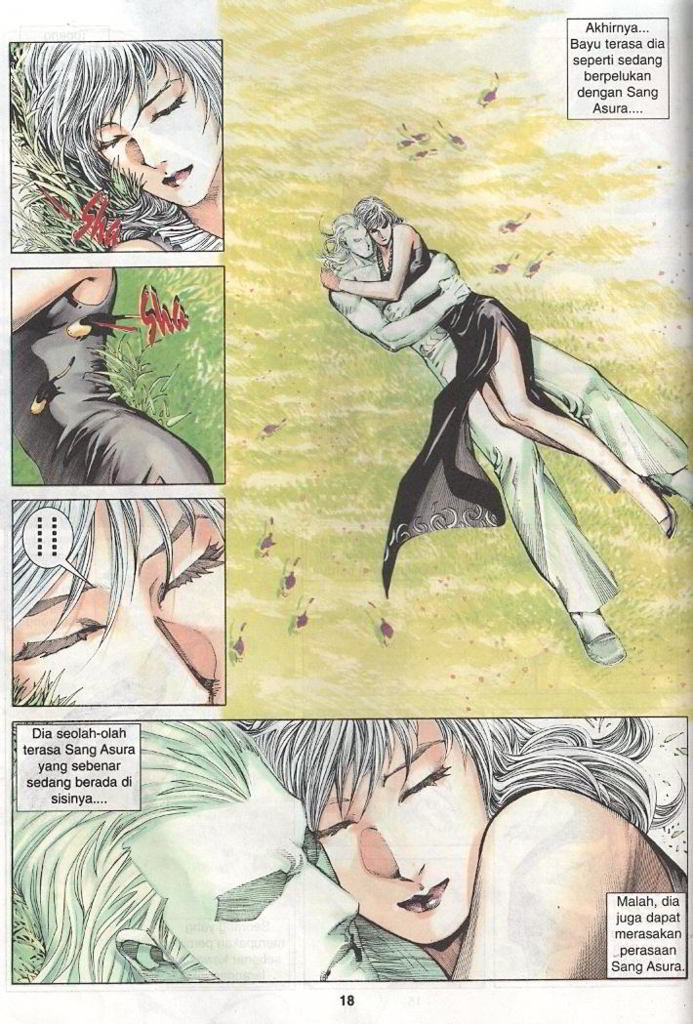 Akhirnya...
Bayu terasa dia
seperti sedang
berpelukan
dengan Sang
Asura....
Sha
Sha
Dia seolah-olah
terasa Sang Asura
yang sebenar
sedang berada di
sisinya....
Malah, dia
juga dapat
merasakan
perasaan
Sang Asura.
18